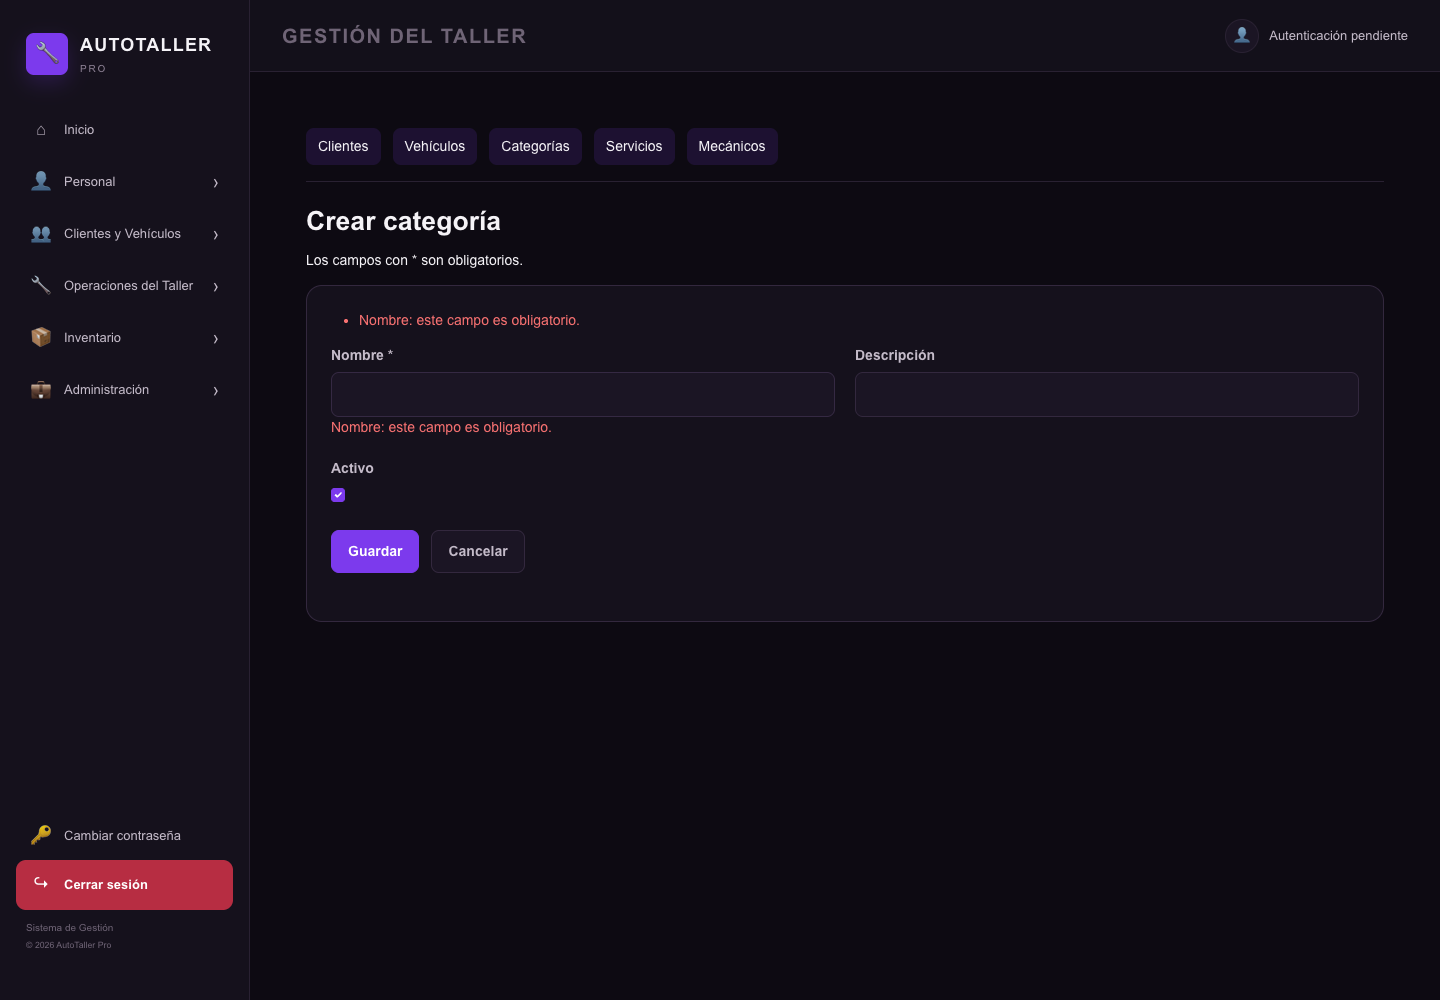 AUTOTALLER
PRO
Inicio
Personal
Clientes y Vehículos
Operaciones del Taller
Inventario
Administración
Cambiar contraseña
Cerrar sesión
Sistema de Gestión
© 2026 AutoTaller Pro
GESTIÓN DEL TALLER
Autenticación pendiente
Clientes Vehículos Categorías Servicios Mecánicos
Crear categoría
Los campos con * son obligatorios.
• Nombre: este campo es obligatorio.
Nombre * Descripción
Nombre: este campo es obligatorio.
Activo
Guardar Cancelar